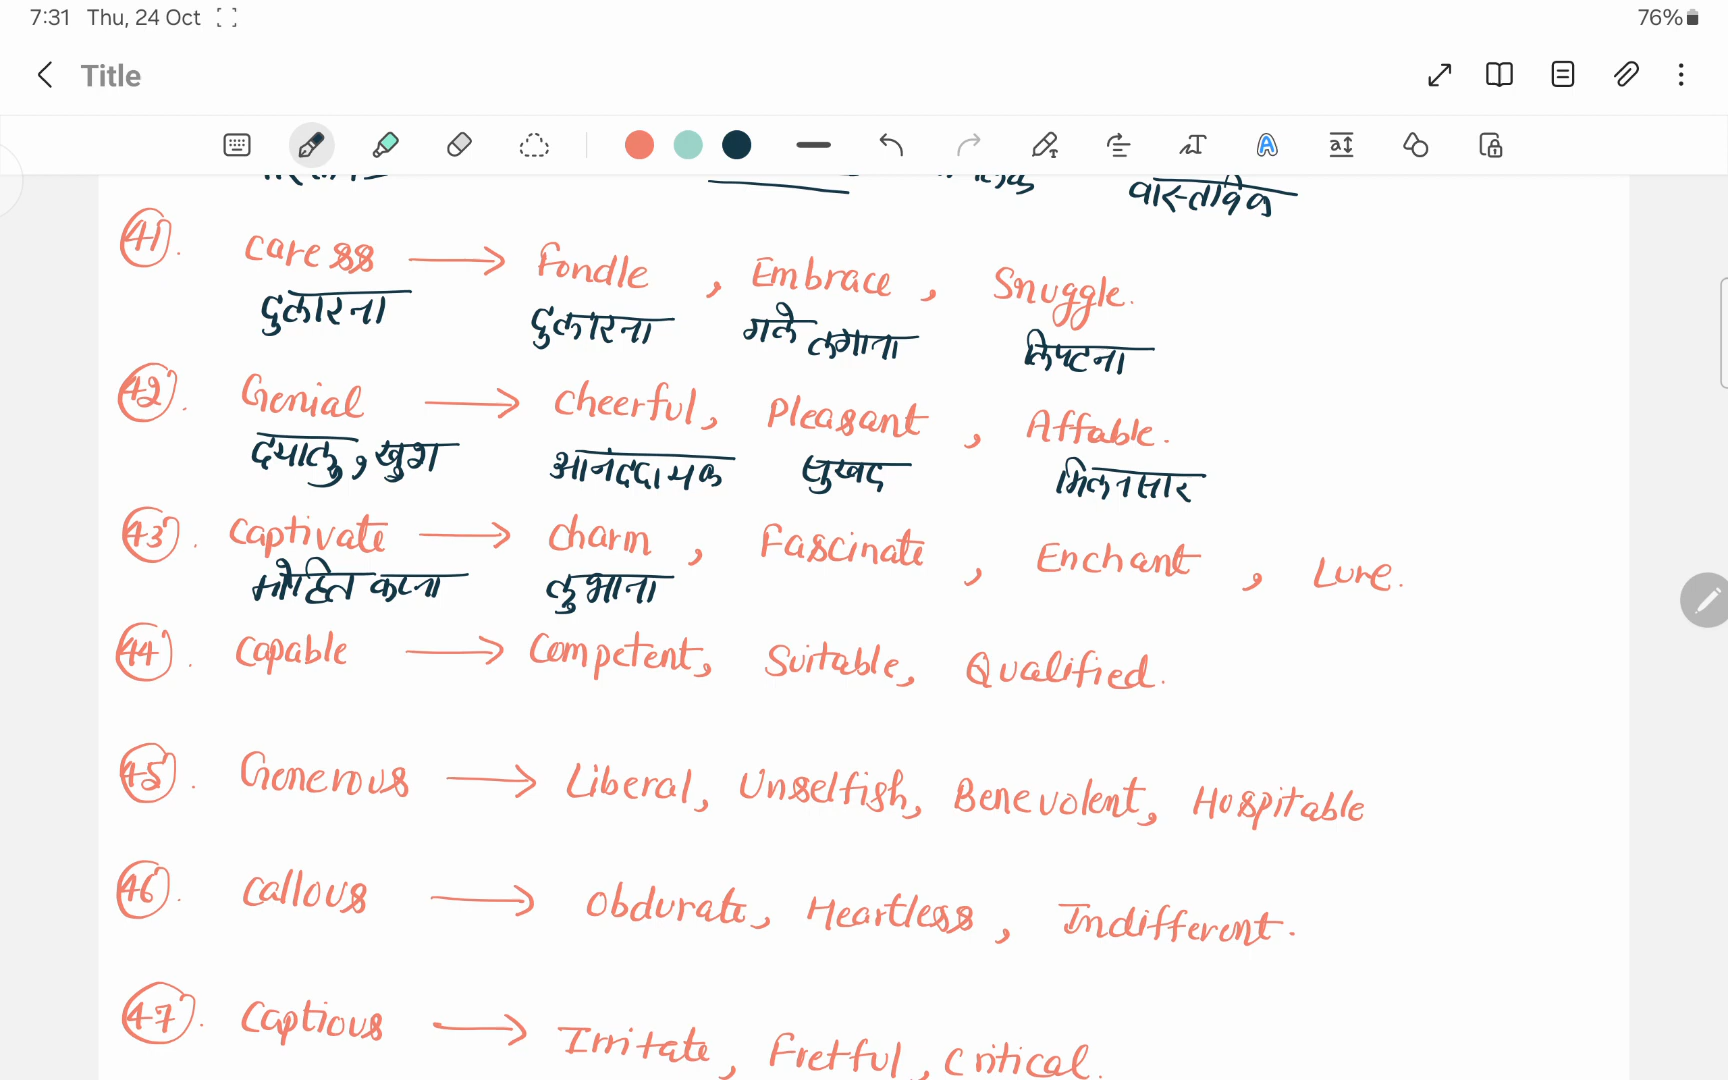 7:31 Thu, 24 Oct 76%
Title
वास्तविक
41. Caress → Fondle , Embrace , Snuggle.
दुलारना दुलारना गले लगाना लिपटना
42. Genial → Cheerful, Pleasant , Affable.
दयालु, खुश आनंददायक सुखद मिलनसार
43. Captivate → Charm , Fascinate , Enchant , Lure.
मोहित करना लुभाना
44. Capable → Competent, Suitable, Qualified.
45. Generous → Liberal, Unselfish, Benevolent, Hospitable
46. Callous → Obdurate, Heartless , Indifferent.
47. Captious → Irritate , Fretful , Critical.